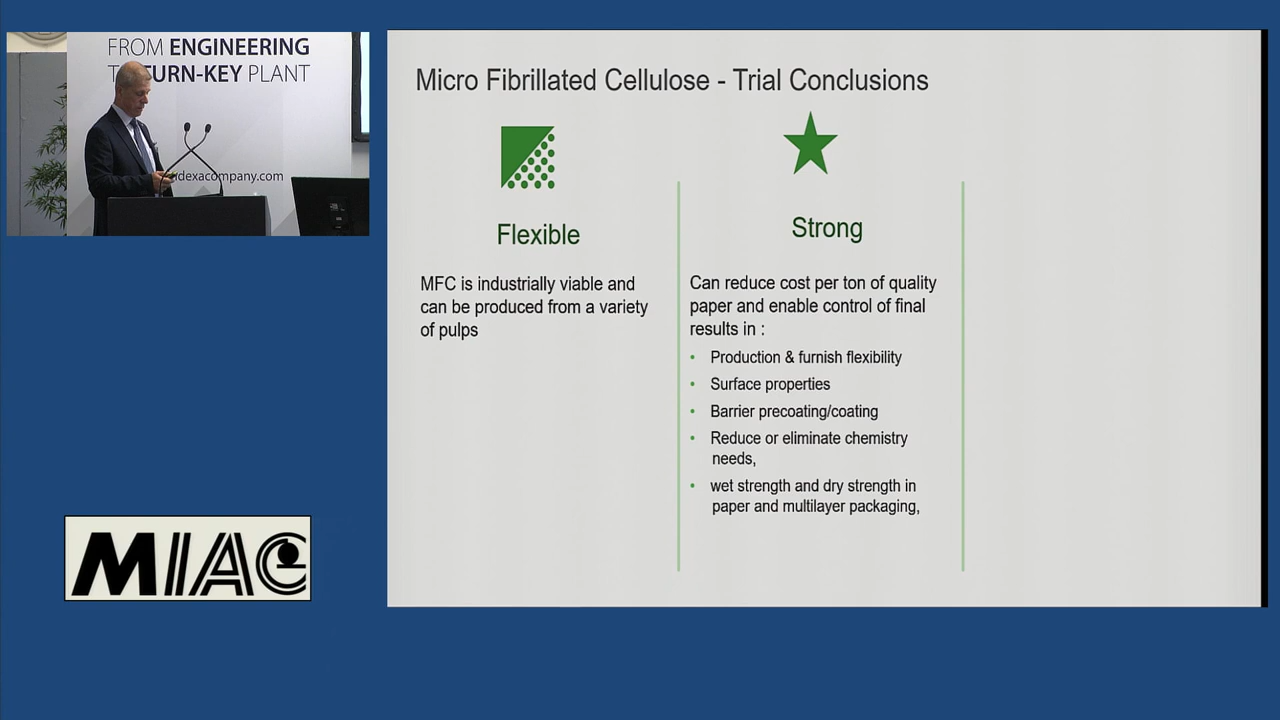 FROM ENGINEERING
TURN-KEY PLANT
company.com
MIAC
Micro Fibrillated Cellulose - Trial Conclusions
Flexible
MFC is industrially viable and
can be produced from a variety
of pulps
Strong
Can reduce cost per ton of quality
paper and enable control of final
results in :
• Production & furnish flexibility
• Surface properties
• Barrier precoating/coating
• Reduce or eliminate chemistry
needs,
• wet strength and dry strength in
paper and multilayer packaging,